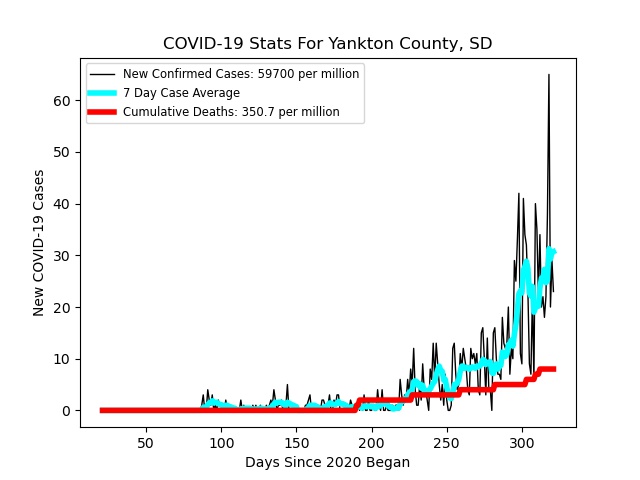 COVID-19 Stats For Yankton County, SD
New Confirmed Cases: 59700 per million
7 Day Case Average
Cumulative Deaths: 350.7 per million
New COVID-19 Cases
60
50
40
30
20
10
0
50 100 150 200 250 300
Days Since 2020 Began